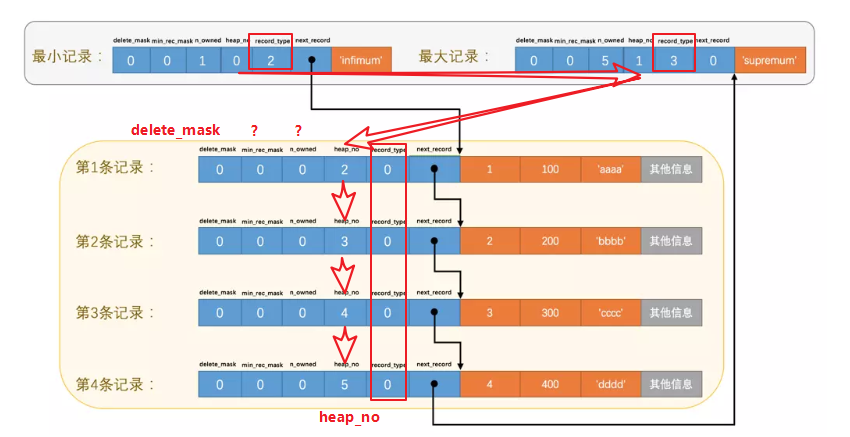 delete_mask min_rec_mask n_owned heap_no record_type next_record delete_mask min_rec_mask n_owned heap_no record_type next_record
最小记录： 0 0 1 0 2 'infimum' 最大记录： 0 0 5 1 3 0 'supremum'
delete_mask ? ?
delete_mask min_rec_mask n_owned heap_no record_type next_record
第1条记录： 0 0 0 2 0 1 100 'aaaa' 其他信息
delete_mask min_rec_mask n_owned heap_no record_type next_record
第2条记录： 0 0 0 3 0 2 200 'bbbb' 其他信息
delete_mask min_rec_mask n_owned heap_no record_type next_record
第3条记录： 0 0 0 4 0 3 300 'cccc' 其他信息
delete_mask min_rec_mask n_owned heap_no record_type next_record
第4条记录： 0 0 0 5 0 4 400 'dddd' 其他信息
heap_no